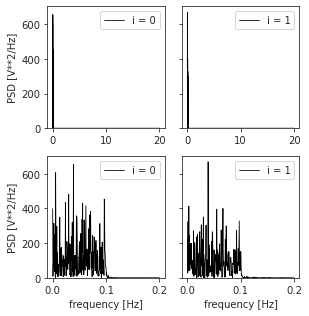 PSD [V**2/Hz]
600
400
200
0
i = 0
0 10 20
i = 1
0 10 20
PSD [V**2/Hz]
600
400
200
0
i = 0
0.0 0.1 0.2
frequency [Hz]
i = 1
0.0 0.1 0.2
frequency [Hz]